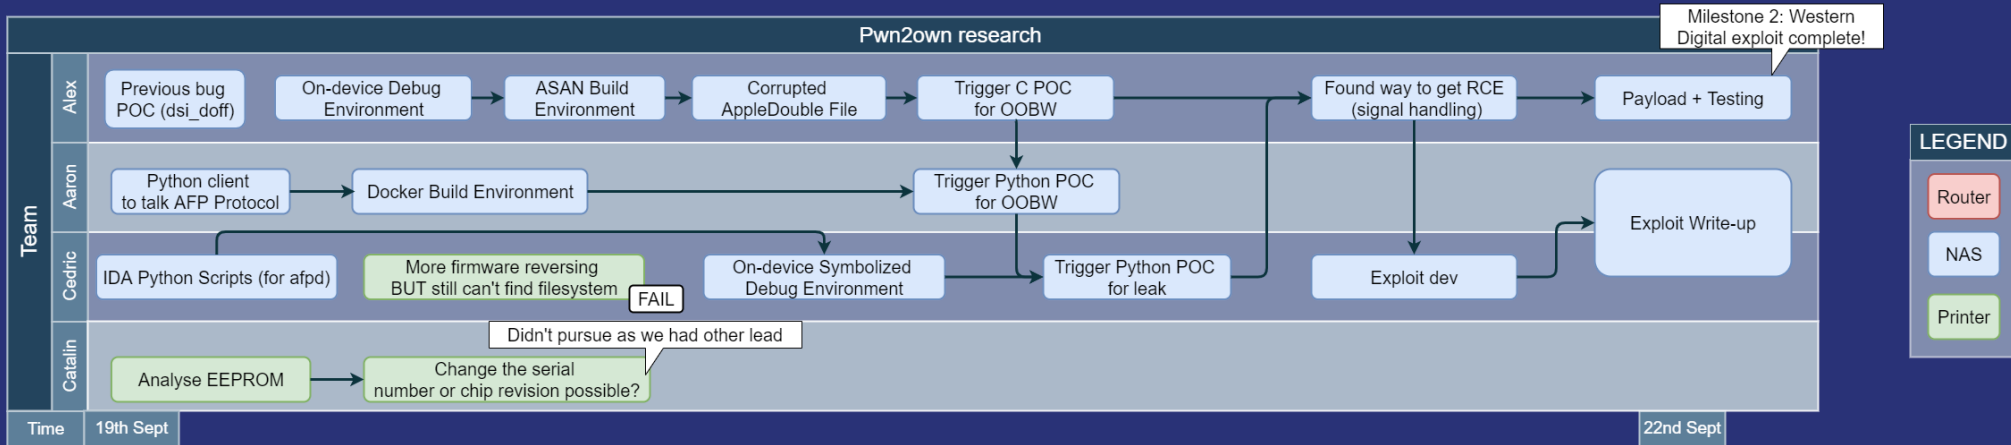 Milestone 2: Western
Digital exploit complete!
Pwn2own research
Team
Alex
Previous bug
POC (dsi_doff)
On-device Debug
Environment
ASAN Build
Environment
Corrupted
AppleDouble File
Trigger C POC
for OOBW
Found way to get RCE
(signal handling)
Payload + Testing
Aaron
Python client
to talk AFP Protocol
Docker Build Environment
Trigger Python POC
for OOBW
Exploit Write-up
Cedric
IDA Python Scripts (for afpd)
More firmware reversing
BUT still can't find filesystem
FAIL
On-device Symbolized
Debug Environment
Trigger Python POC
for leak
Exploit dev
Catalin
Didn't pursue as we had other lead
Analyse EEPROM
Change the serial
number or chip revision possible?
Time
19th Sept
22nd Sept
LEGEND
Router
NAS
Printer